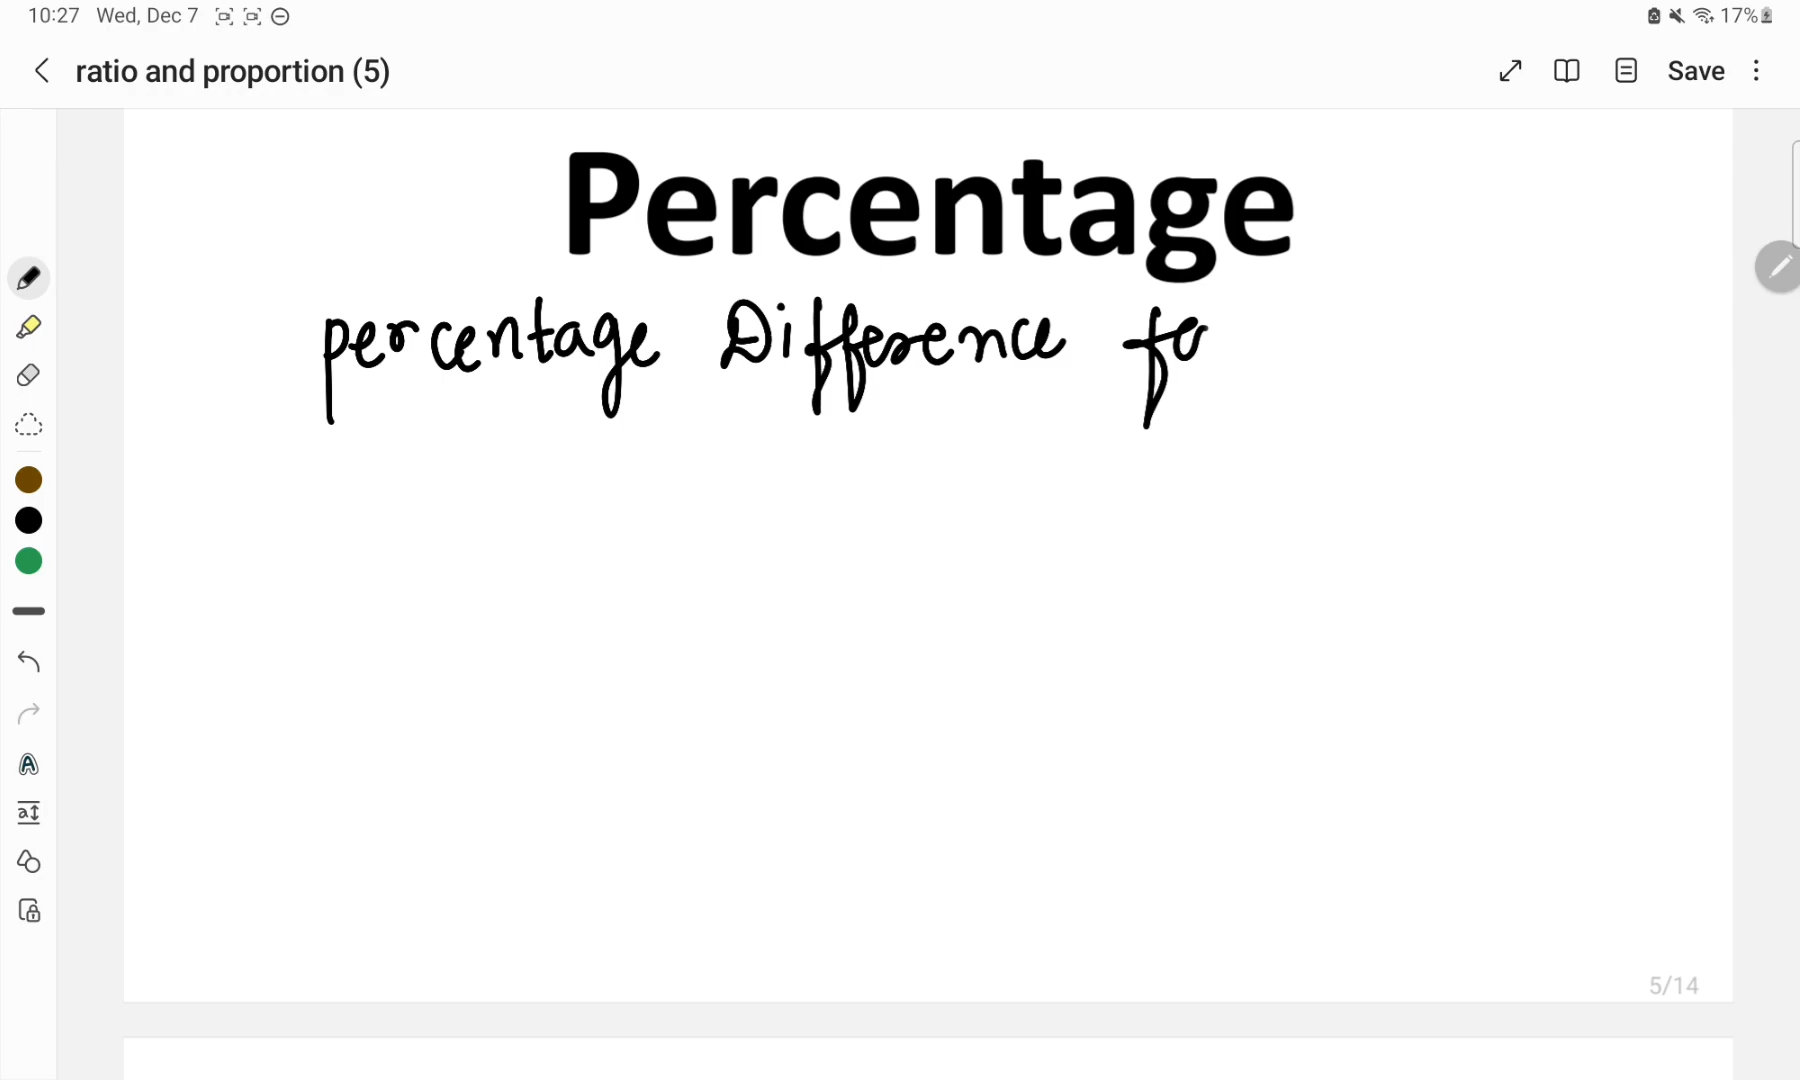 10:27 Wed, Dec 7 17%
ratio and proportion (5) Save
Percentage
percentage Difference fo
5/14